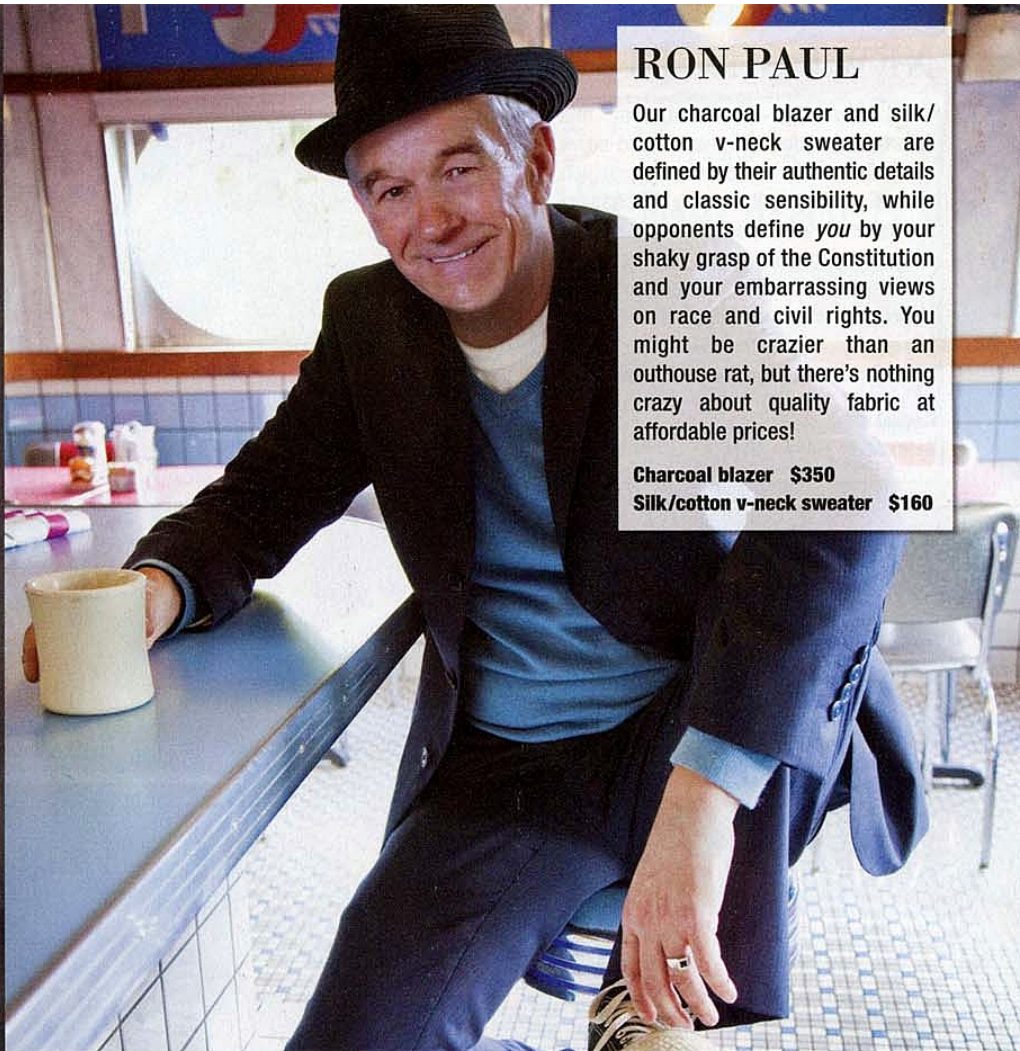 RON PAUL
Our charcoal blazer and silk/
cotton v-neck sweater are
defined by their authentic details
and classic sensibility, while
opponents define you by your
shaky grasp of the Constitution
and your embarrassing views
on race and civil rights. You
might be crazier than an
outhouse rat, but there's nothing
crazy about quality fabric at
affordable prices!
Charcoal blazer $350
Silk/cotton v-neck sweater $160